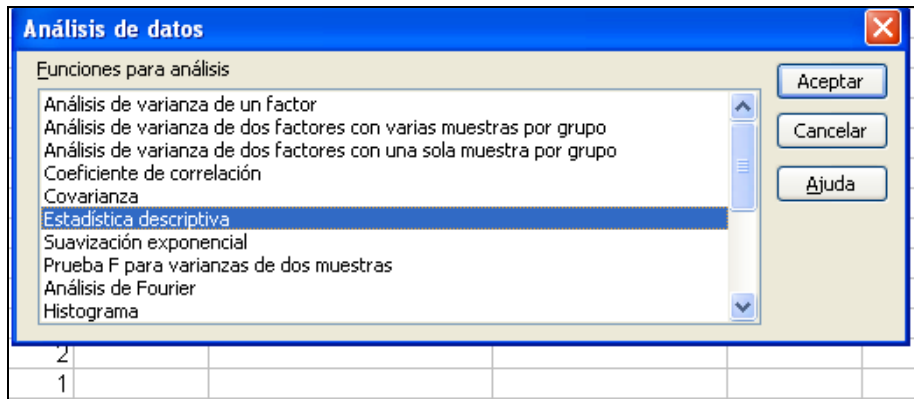 Análisis de datos
Funciones para análisis
Análisis de varianza de un factor
Análisis de varianza de dos factores con varias muestras por grupo
Análisis de varianza de dos factores con una sola muestra por grupo
Coeficiente de correlación
Covarianza
Estadística descriptiva
Suavización exponencial
Prueba F para varianzas de dos muestras
Análisis de Fourier
Histograma
Aceptar
Cancelar
Ajuda
2
1